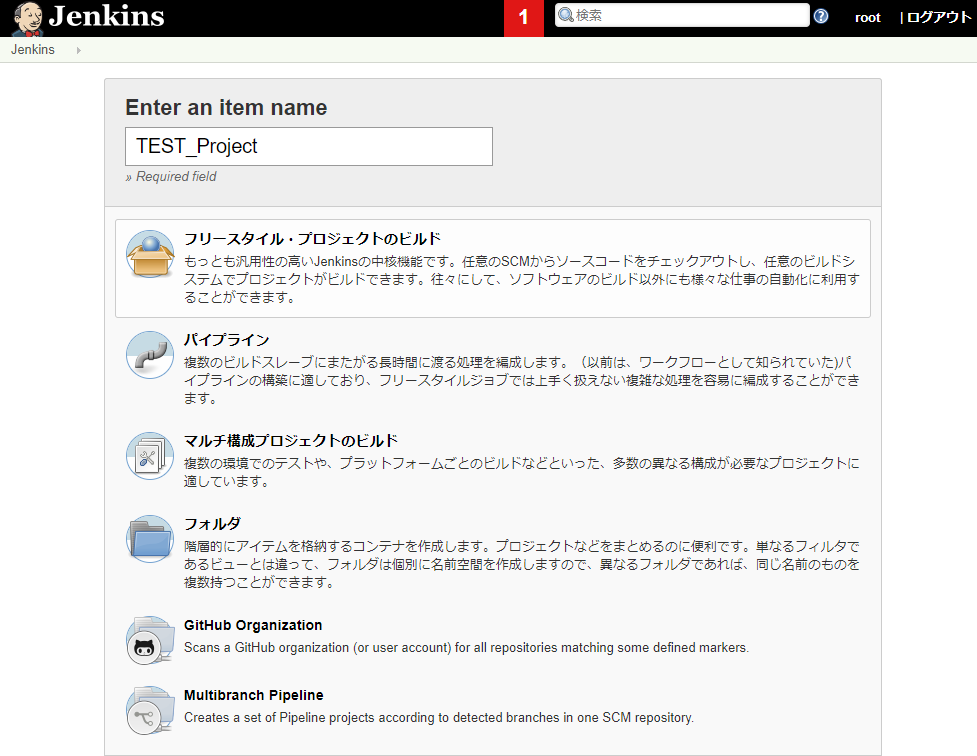 Jenkins
1
検索
root
| ログアウト
Jenkins
Enter an item name
TEST_Project
» Required field
フリースタイル・プロジェクトのビルド
もっとも汎用性の高いJenkinsの中核機能です。任意のSCMからソースコードをチェックアウトし、任意のビルドシ
ステムでプロジェクトがビルドできます。往々にして、ソフトウェアのビルド以外にも様々な仕事の自動化に利用す
ることができます。
パイプライン
複数のビルドスレーブにまたがる長時間に渡る処理を編成します。（以前は、ワークフローとして知られていた)パ
イプラインの構築に適しており、フリースタイルジョブでは上手く扱えない複雑な処理を容易に編成することができ
ます。
マルチ構成プロジェクトのビルド
複数の環境でのテストや、プラットフォームごとのビルドなどといった、多数の異なる構成が必要なプロジェクトに
適しています。
フォルダ
階層的にアイテムを格納するコンテナを作成します。プロジェクトなどをまとめるのに便利です。単なるフィルタで
あるビューとは違って、フォルダは個別に名前空間を作成しますので、異なるフォルダであれば、同じ名前のものを
複数持つことができます。
GitHub Organization
Scans a GitHub organization (or user account) for all repositories matching some defined markers.
Multibranch Pipeline
Creates a set of Pipeline projects according to detected branches in one SCM repository.